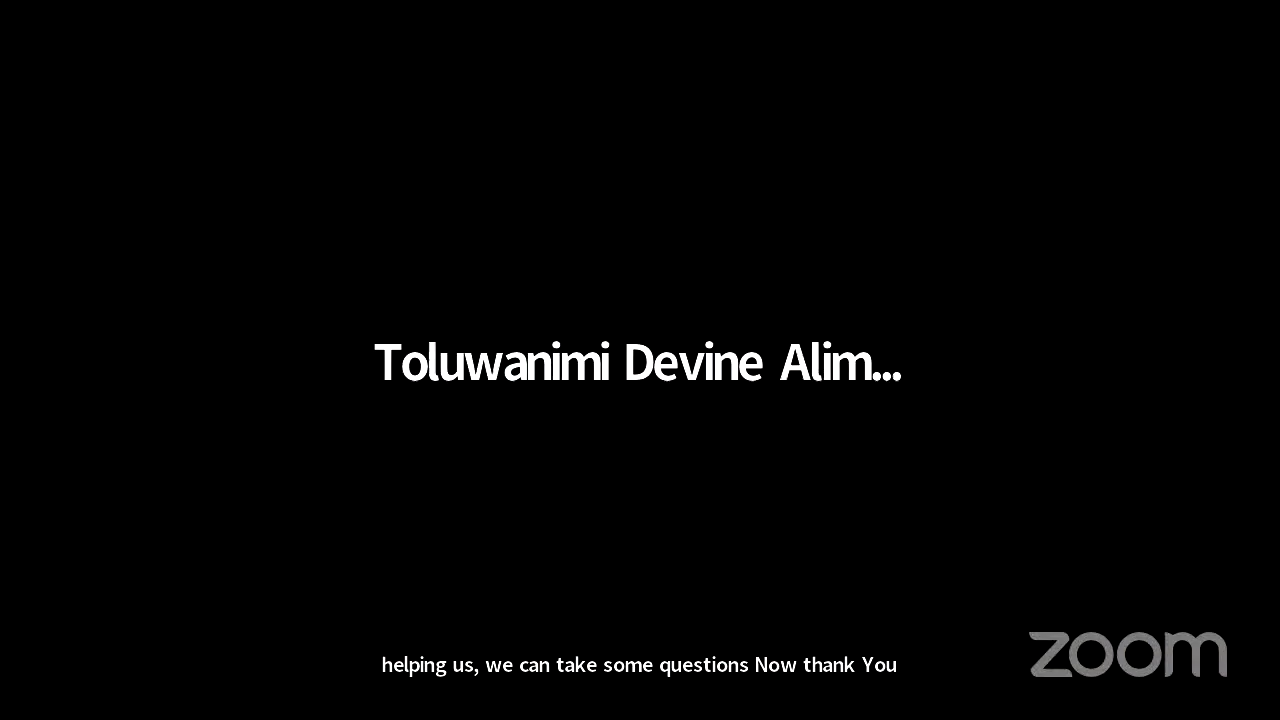 Toluwanimi Devine Alim...
helping us, we can take some questions Now thank You
zoom